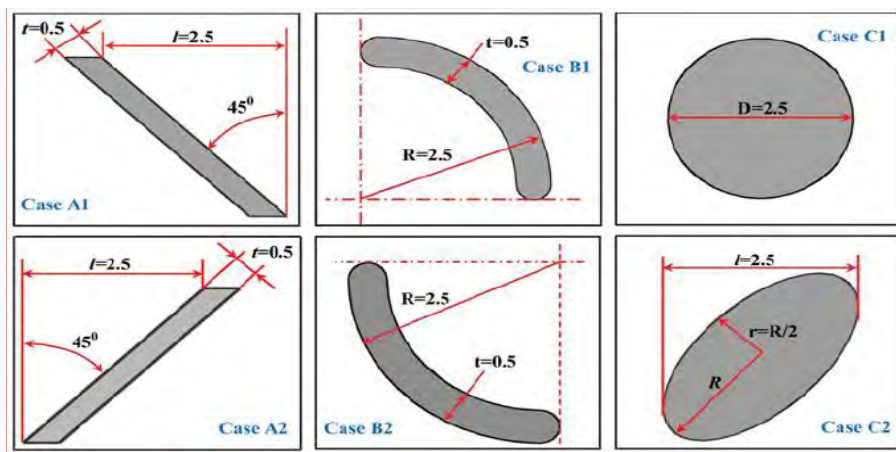 t=0.5
l=2.5
45⁰
Case A1
t=0.5
Case B1
R=2.5
Case C1
D=2.5
l=2.5
t=0.5
45⁰
Case A2
R=2.5
t=0.5
Case B2
l=2.5
r=R/2
R
Case C2